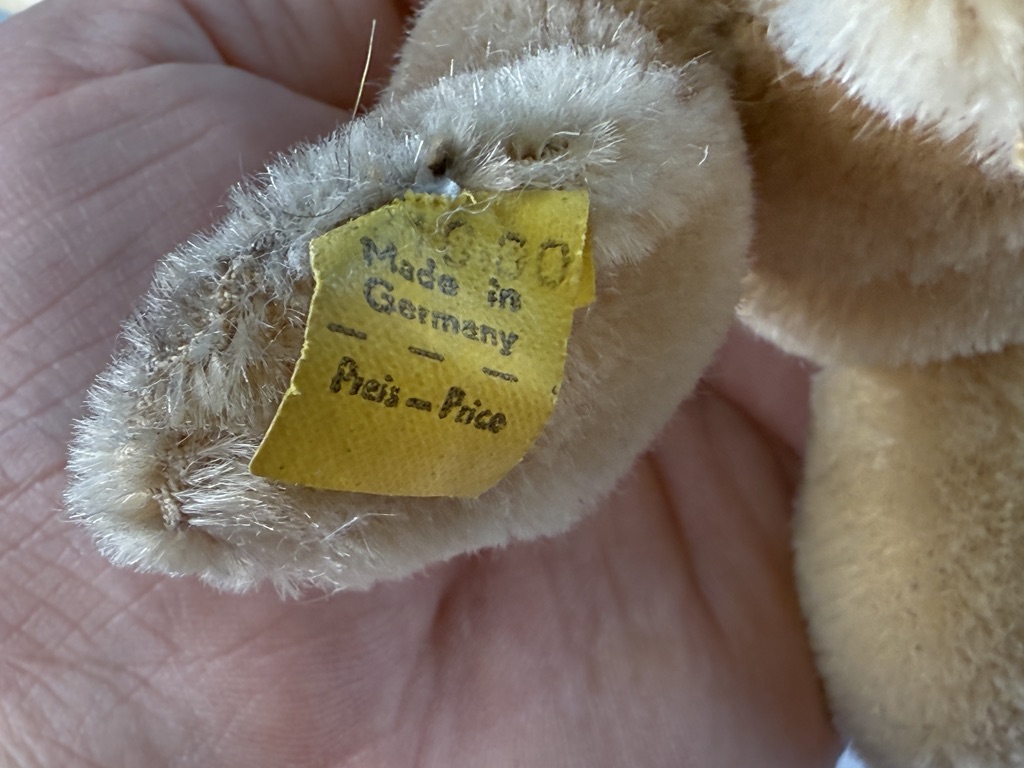 Made in
Germany
Preis – Price